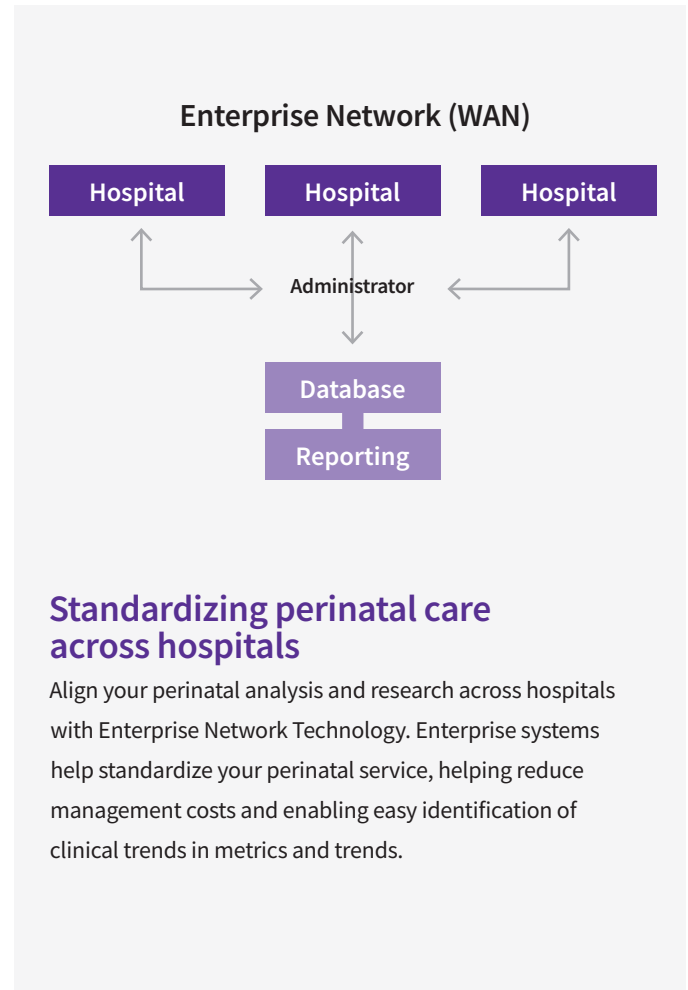 Enterprise Network (WAN)
Hospital
Hospital
Hospital
Administrator
Database
Reporting
Standardizing perinatal care
across hospitals
Align your perinatal analysis and research across hospitals
with Enterprise Network Technology. Enterprise systems
help standardize your perinatal service, helping reduce
management costs and enabling easy identification of
clinical trends in metrics and trends.